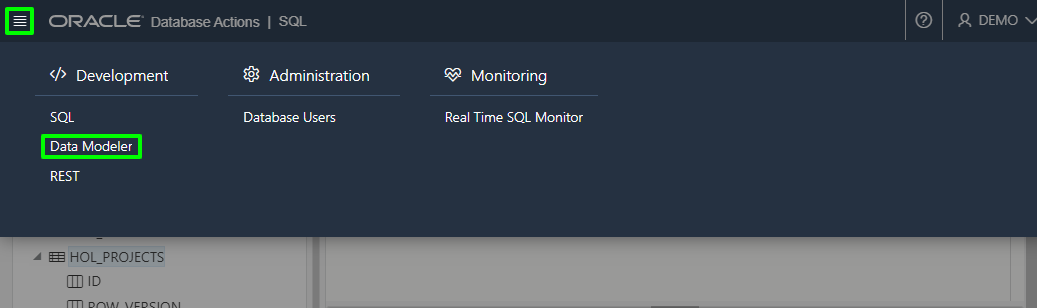 ORACLE Database Actions | SQL
DEMO
Development
Administration
Monitoring
SQL
Database Users
Real Time SQL Monitor
Data Modeler
REST
HOL_PROJECTS
ID
ROW_VERSION